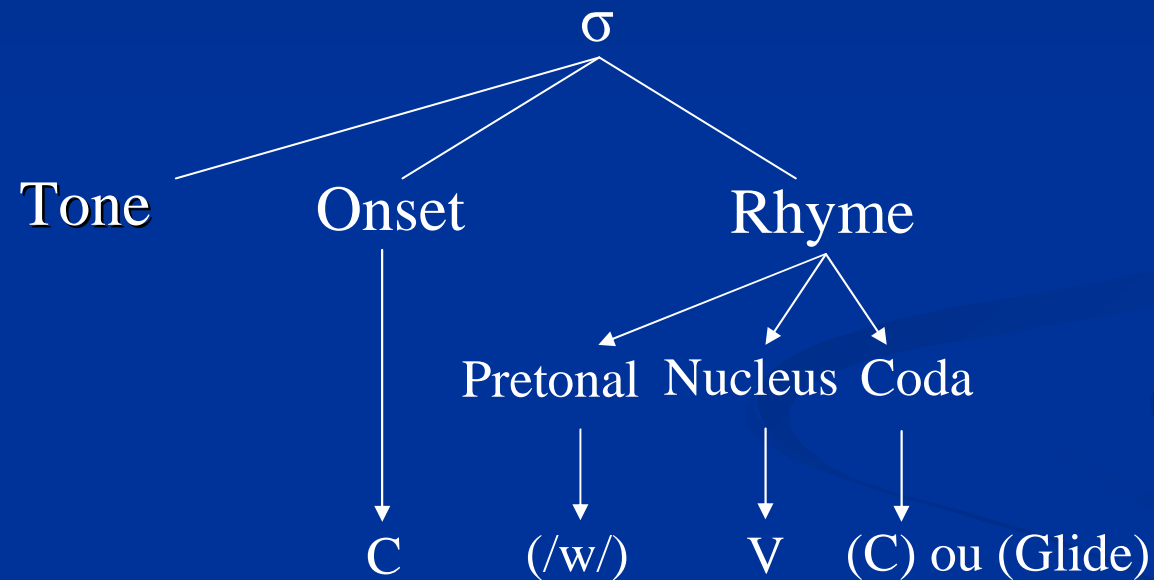 σ
Tone Onset Rhyme
Pretonal Nucleus Coda
C (/w/) V (C) ou (Glide)